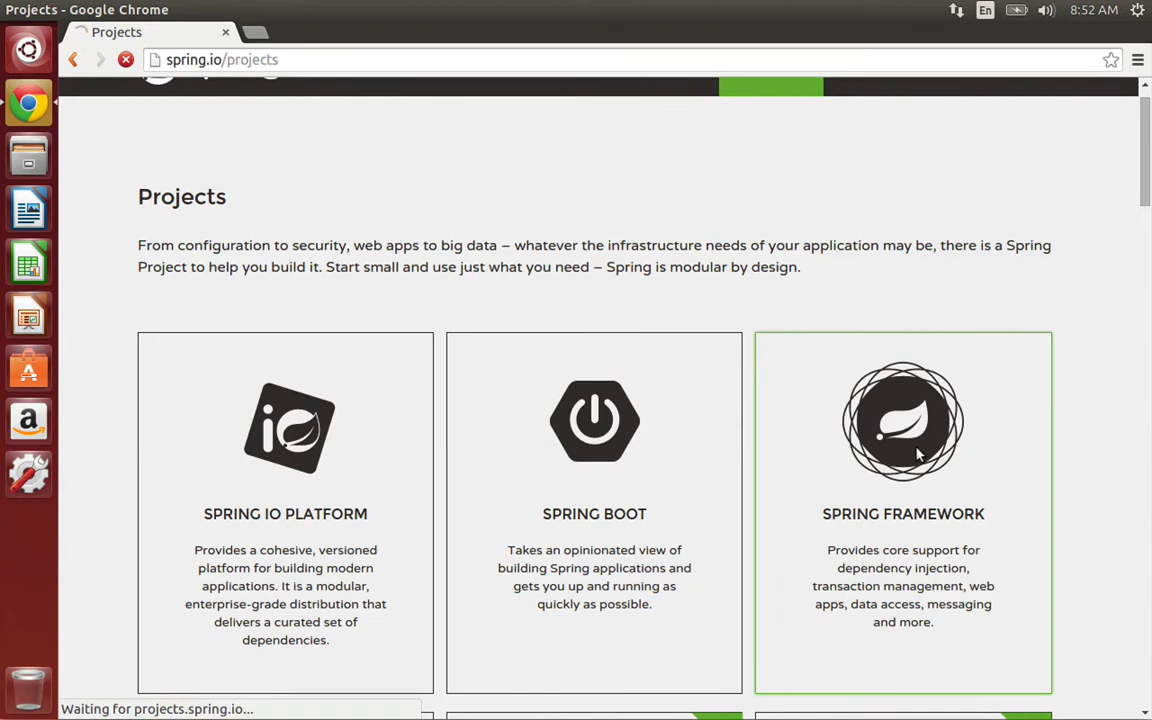 Projects - Google Chrome
En
8:52 AM
Projects
spring.io/projects
Projects
From configuration to security, web apps to big data – whatever the infrastructure needs of your application may be, there is a Spring
Project to help you build it. Start small and use just what you need – Spring is modular by design.
SPRING IO PLATFORM
Provides a cohesive, versioned
platform for building modern
applications. It is a modular,
enterprise-grade distribution that
delivers a curated set of
dependencies.
SPRING BOOT
Takes an opinionated view of
building Spring applications and
gets you up and running as
quickly as possible.
SPRING FRAMEWORK
Provides core support for
dependency injection,
transaction management, web
apps, data access, messaging
and more.
Waiting for projects.spring.io...